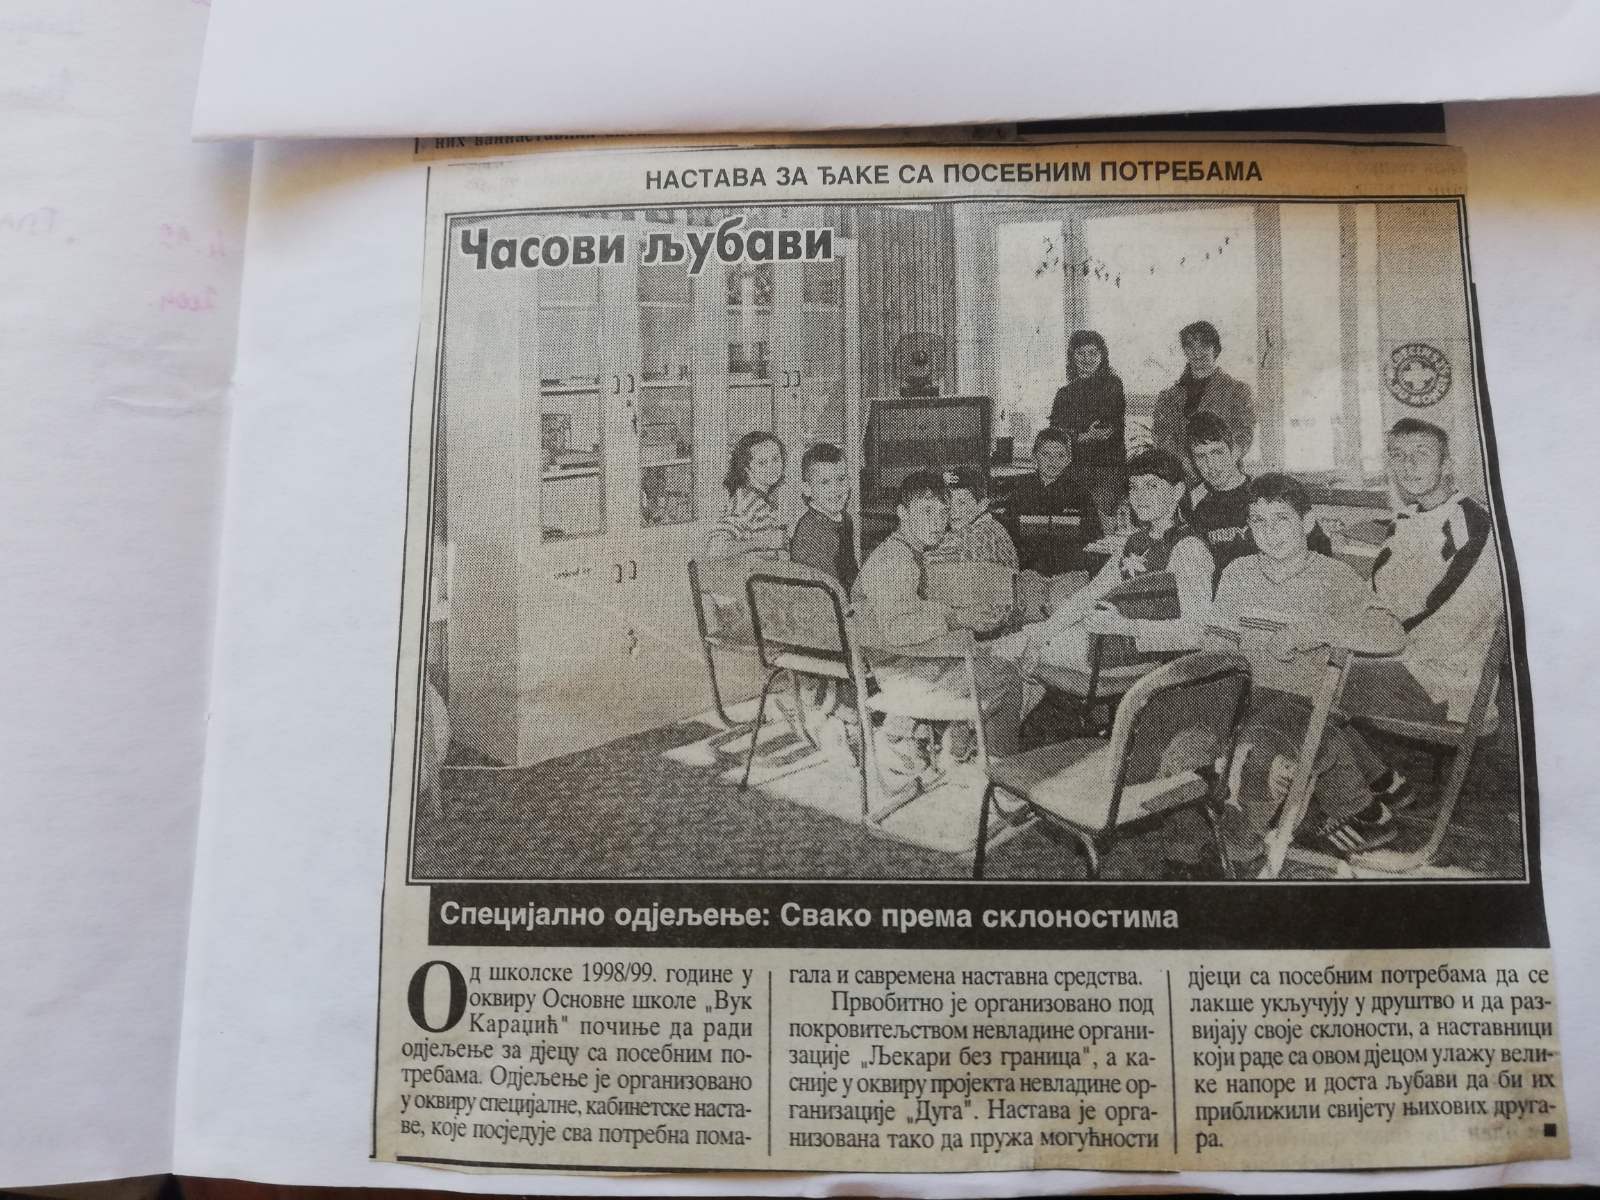 них ваннаставних
НАСТАВА ЗА ЂАКЕ СА ПОСЕБНИМ ПОТРЕБАМА
Часови љубави
Специјално одјељење: Свако према склоностима
Од школске 1998/99. године у
оквиру Основне школе „Вук
Караџић" почиње да ради
одјељење за дјецу са посебним по-
требама. Одјељење је организовано
у оквиру специјалне, кабинетске наста-
ве, које посједује сва потребна пома-
гала и савремена наставна средства.
Првобитно је организовано под
покровитељством невладине органи-
зације „Љекари без граница", а ка-
сније у оквиру пројекта невладине ор-
ганизације „Дуга". Настава је орга-
низована тако да пружа могућности
дјеци са посебним потребама да се
лакше укључују у друштво и да раз-
вијају своје склоности, а наставници
који раде са овом дјецом улажу вели-
ке напоре и доста љубави да би их
приближили свијету њихових друга-
ра.